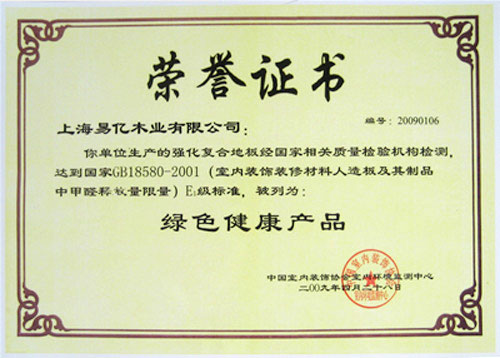 荣誉证书
上海易亿木业有限公司：
编号：20090106
你单位生产的强化复合地板经国家相关质量检验机构检测，
达到国家GB18580-2001（室内装饰装修材料人造板及其制品
中甲醛释放量限量）E₁级标准，被列为：
绿色健康产品
中国室内装饰协会室内环境监测中心
二00九年四月二十八日